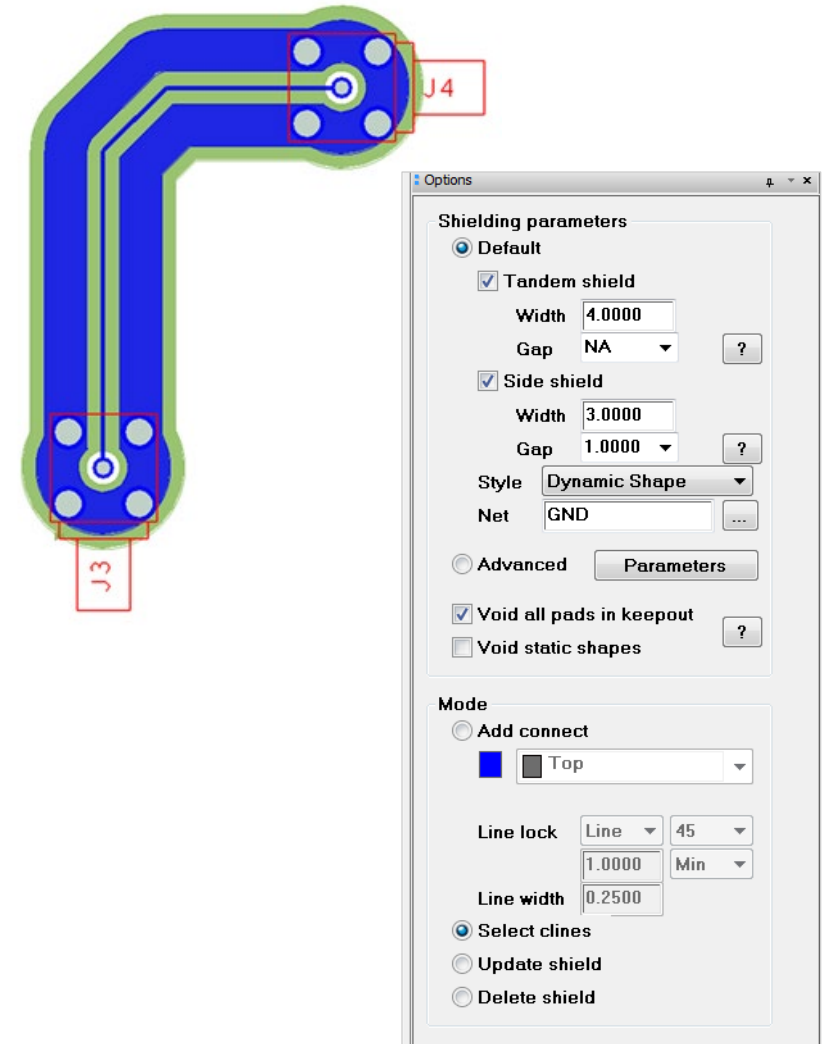 J4
J3
Options
Shielding parameters
Default
Tandem shield
Width 4.0000
Gap NA ?
Side shield
Width 3.0000
Gap 1.0000 ?
Style Dynamic Shape
Net GND ...
Advanced Parameters
Void all pads in keepout
?
Void static shapes
Mode
Add connect
Top
Line lock Line 45
1.0000 Min
Line width 0.2500
Select clines
Update shield
Delete shield